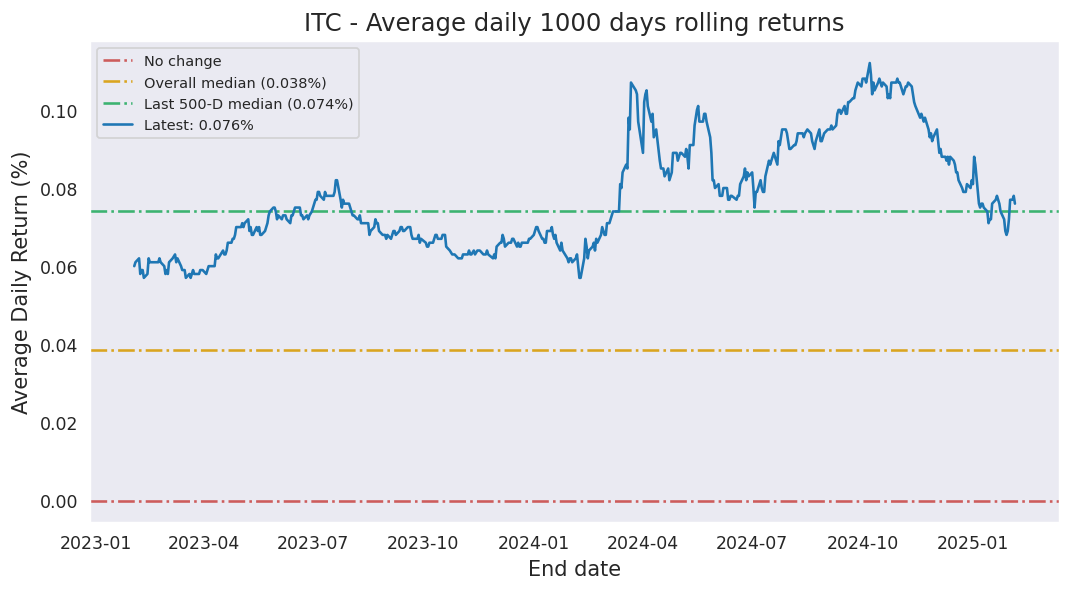 ITC - Average daily 1000 days rolling returns
No change
Overall median (0.038%)
Last 500-D median (0.074%)
Latest: 0.076%
Average Daily Return (%)
0.10
0.08
0.06
0.04
0.02
0.00
2023-01 2023-04 2023-07 2023-10 2024-01 2024-04 2024-07 2024-10 2025-01
End date